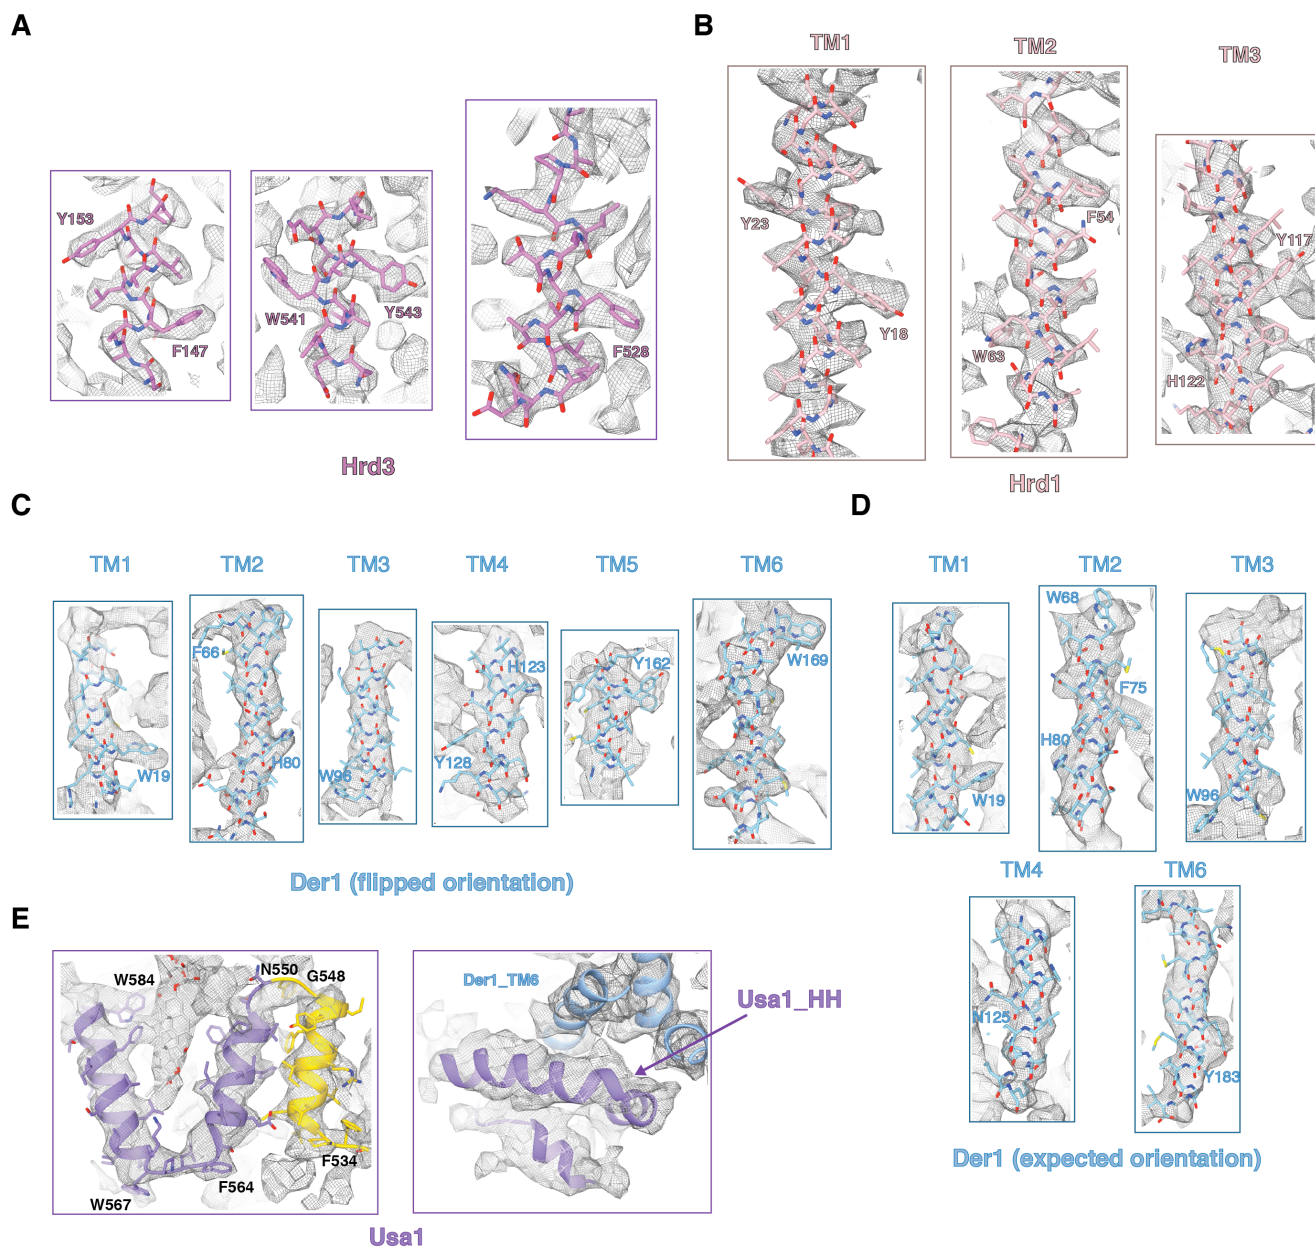 A
Y153
F147
W541
Y543
F528
Hrd3
B
TM1
TM2
TM3
Y23
Y18
F54
W63
Y117
H122
Hrd1
C
TM1
TM2
TM3
TM4
TM5
TM6
W19
F66
H80
W96
H123
Y128
Y162
W169
Der1 (flipped orientation)
D
TM1
TM2
TM3
W19
W68
F75
H80
W96
TM4
TM6
N125
Y183
Der1 (expected orientation)
E
W584
N550
G548
F534
F564
W567
Der1_TM6
Usa1_HH
Usa1